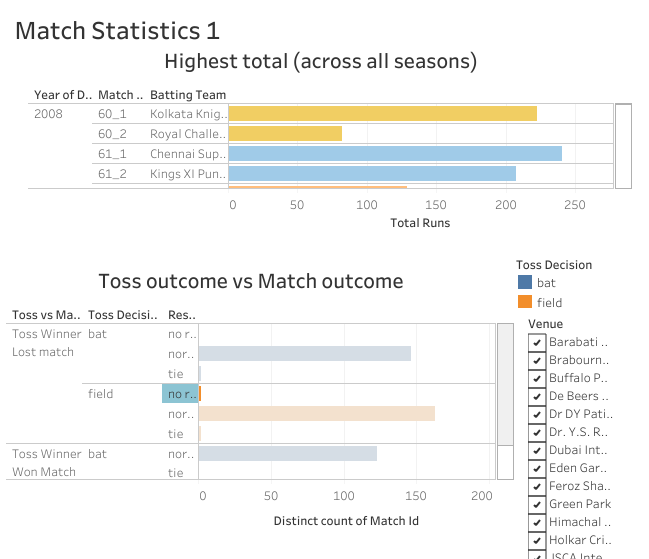 Match Statistics 1
Highest total (across all seasons)
Year of D.. Match .. Batting Team
2008 60_1 Kolkata Knig..
60_2 Royal Challe..
61_1 Chennai Sup..
61_2 Kings XI Pun..
0 50 100 150 200 250
Total Runs
Toss outcome vs Match outcome
Toss vs Ma.. Toss Decisi.. Res..
Toss Winner bat no r..
Lost match nor..
tie
field no r..
nor..
tie
Toss Winner bat nor..
Won Match tie
0 50 100 150 200
Distinct count of Match Id
Toss Decision
bat
field
Venue
Barabati ..
Brabourn..
Buffalo P..
De Beers ..
Dr DY Pati..
Dr. Y.S. R..
Dubai Int..
Eden Gar..
Feroz Sha..
Green Park
Himachal ..
Holkar Cri..
JSCA Inte..